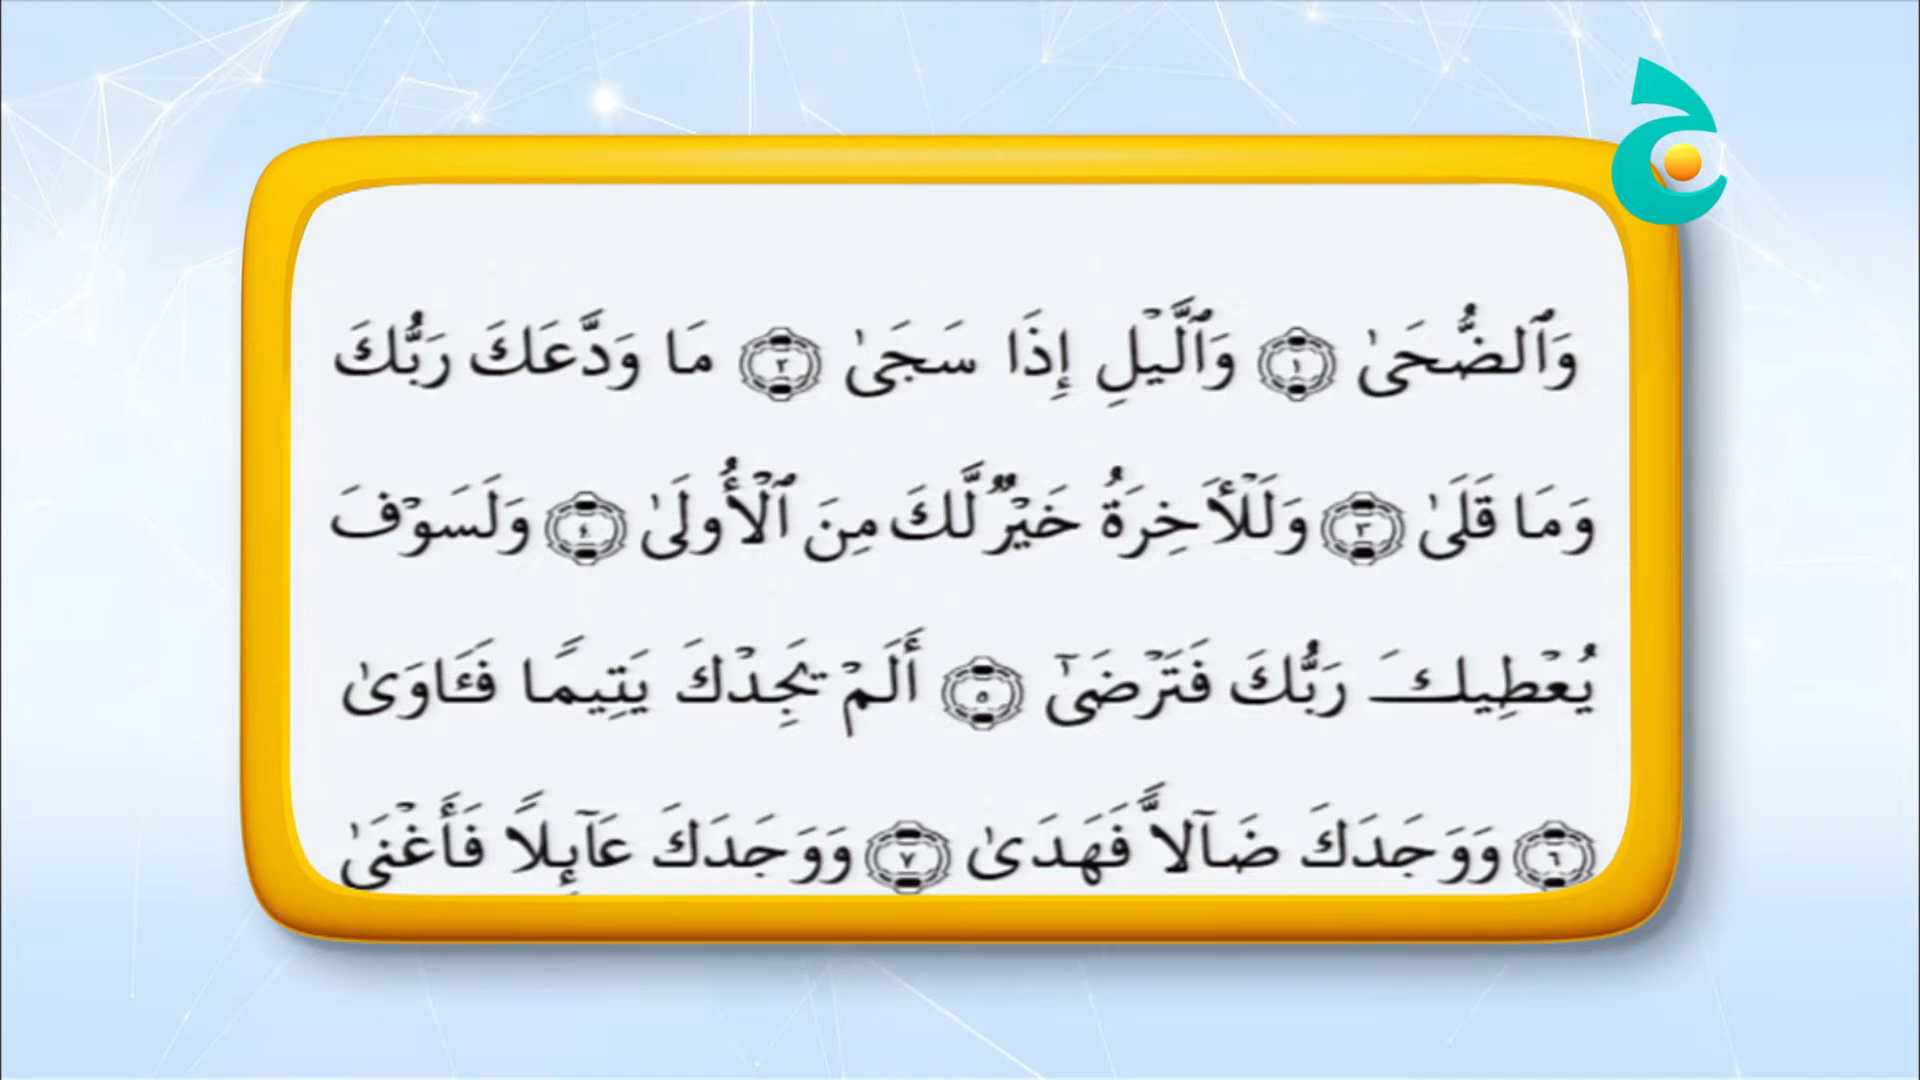 وَٱلضُّحَىٰ ١ وَٱلَّيۡلِ إِذَا سَجَىٰ ٢ مَا وَدَّعَكَ رَبُّكَ
وَمَا قَلَىٰ ٣ وَلَلۡأٓخِرَةُ خَيۡرٞ لَّكَ مِنَ ٱلۡأُولَىٰ ٤ وَلَسَوۡفَ
يُعۡطِيكَ رَبُّكَ فَتَرۡضَىٰٓ ٥ أَلَمۡ يَجِدۡكَ يَتِيمٗا فَـَٔاوَىٰ
٦ وَوَجَدَكَ ضَآلّٗا فَهَدَىٰ ٧ وَوَجَدَكَ عَآئِلٗا فَأَغۡنَىٰ